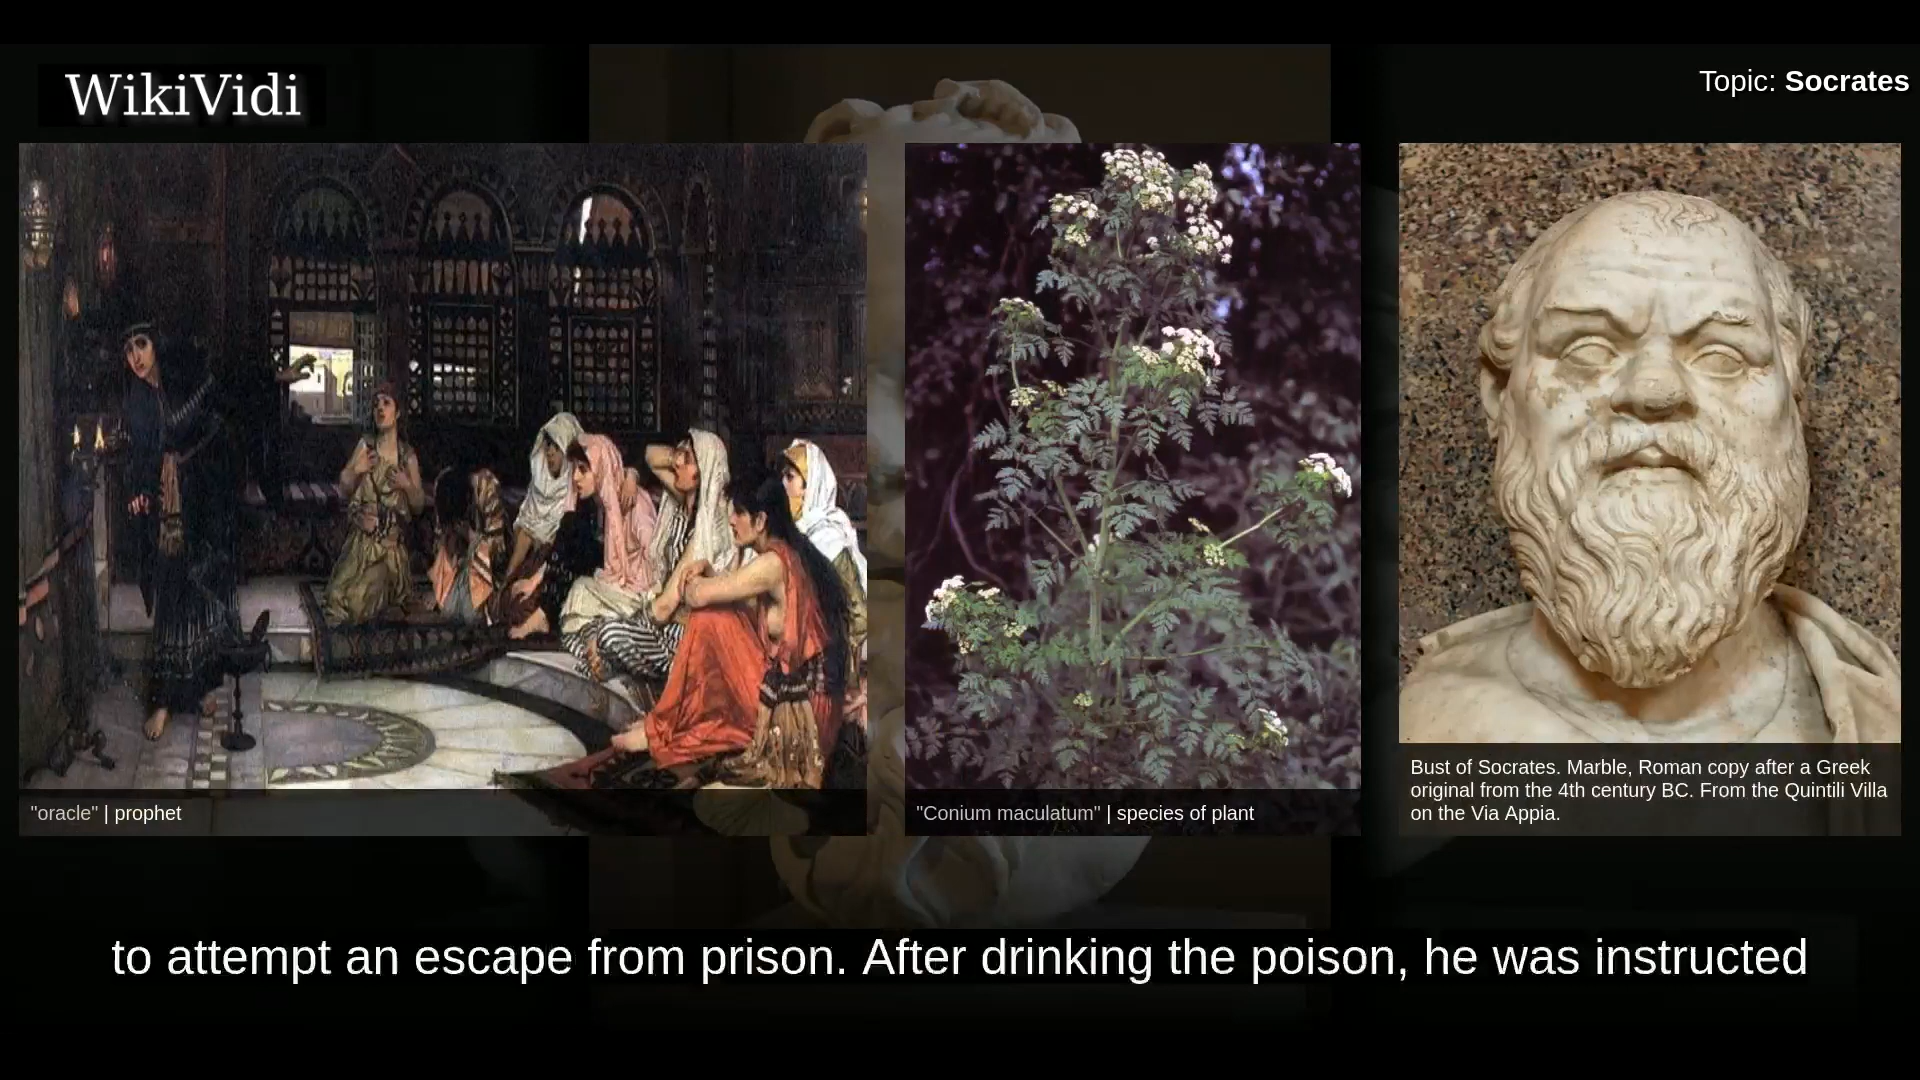 WikiVidi
Topic: Socrates
"oracle" | prophet
"Conium maculatum" | species of plant
Bust of Socrates. Marble, Roman copy after a Greek
original from the 4th century BC. From the Quintili Villa
on the Via Appia.
to attempt an escape from prison. After drinking the poison, he was instructed